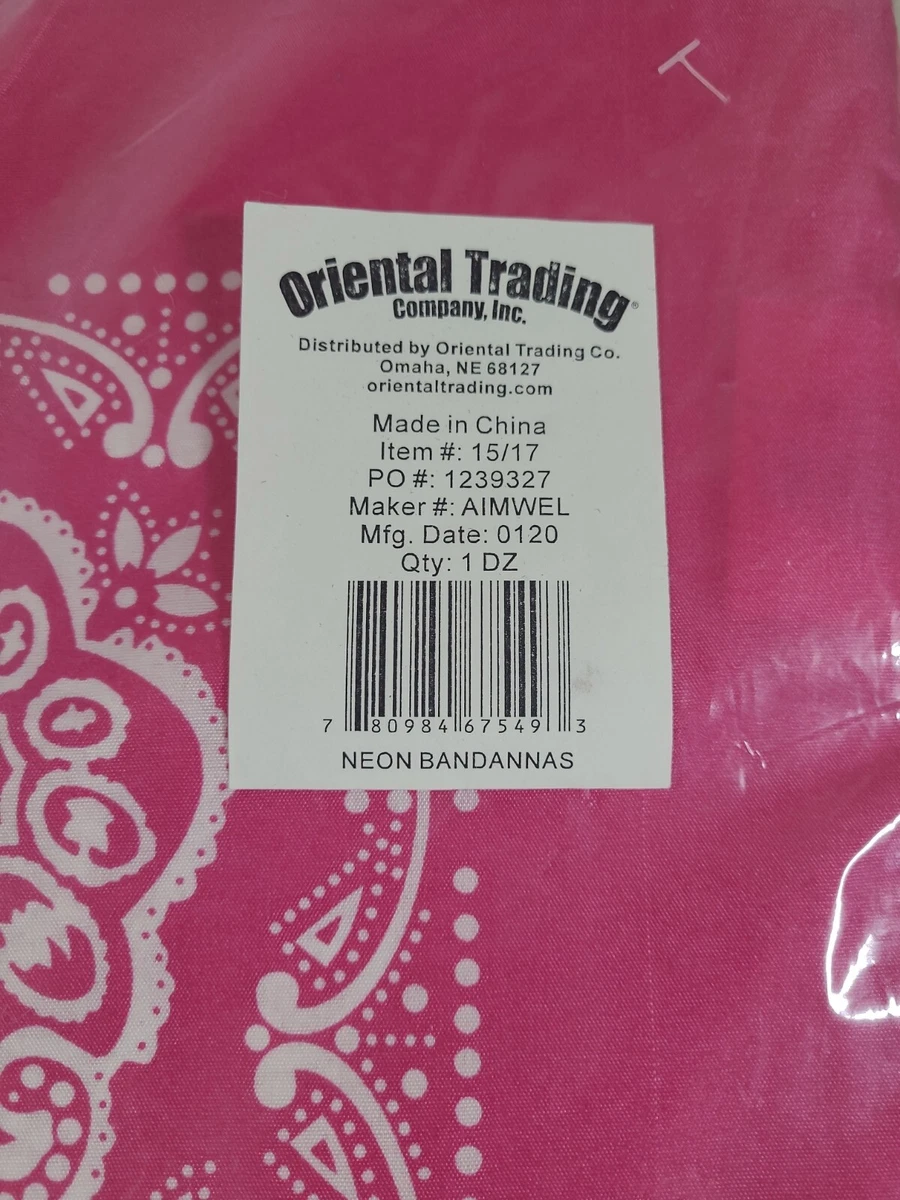 Oriental Trading®
Company, Inc.
Distributed by Oriental Trading Co.
Omaha, NE 68127
orientaltrading.com
Made in China
Item #: 15/17
PO #: 1239327
Maker #: AIMWEL
Mfg. Date: 0120
Qty: 1 DZ
7 80984 67549 3
NEON BANDANNAS